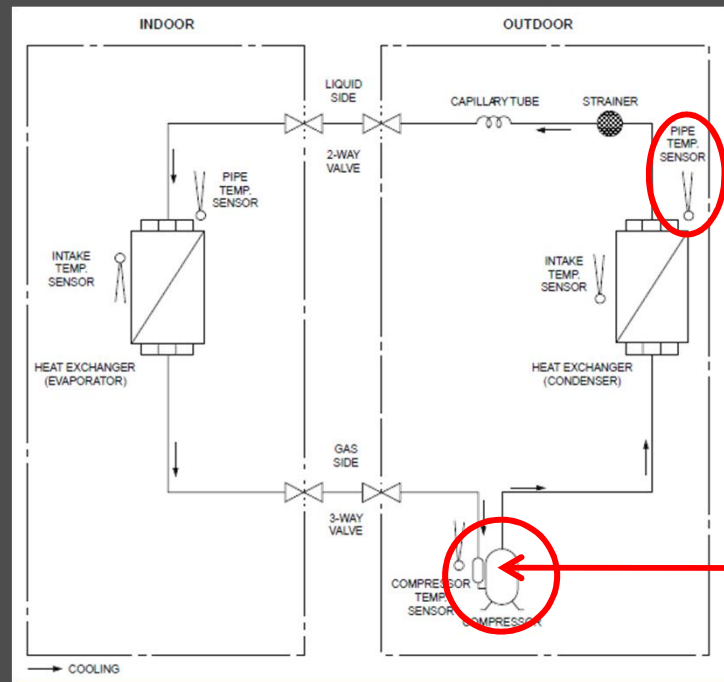 INDOOR
OUTDOOR
LIQUID
SIDE
CAPILLARY TUBE
STRAINER
PIPE
TEMP.
SENSOR
2-WAY
VALVE
PIPE
TEMP.
SENSOR
INTAKE
TEMP.
SENSOR
INTAKE
TEMP.
SENSOR
HEAT EXCHANGER
(EVAPORATOR)
HEAT EXCHANGER
(CONDENSER)
GAS
SIDE
3-WAY
VALVE
COMPRESSOR
TEMP.
SENSOR
COMPRESSOR
COOLING